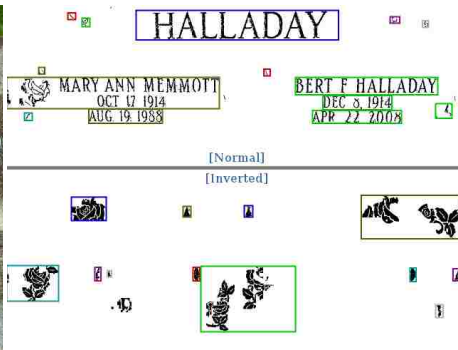 HALLADAY
MARY ANN MEMMOTT
OCT 17 1914
AUG. 19. 1988
BERT F HALLADAY
DEC 8, 1914
APR 22 2008
[Normal]
[Inverted]